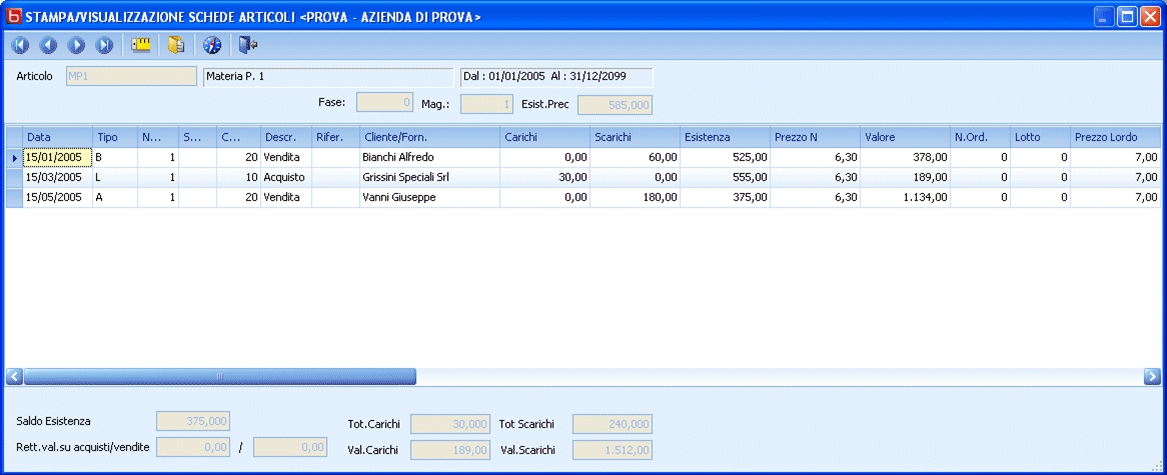 STAMPA/VISUALIZZAZIONE SCHEDE ARTICOLI <PROVA - AZIENDA DI PROVA>
Articolo MP1 Materia P. 1 Dal : 01/01/2005 Al : 31/12/2099
Fase: 0 Mag.: 1 Esist.Prec 585,000
Data Tipo N... S... C... Descr. Rifer. Cliente/Forn. Carichi Scarichi Esistenza Prezzo N Valore N.Ord. Lotto Prezzo Lordo
15/01/2005 B 1 20 Vendita Bianchi Alfredo 0,00 60,00 525,00 6,30 378,00 0 0 7,00
15/03/2005 L 1 10 Acquisto Grissini Speciali Srl 30,00 0,00 555,00 6,30 189,00 0 0 7,00
15/05/2005 A 1 20 Vendita Vanni Giuseppe 0,00 180,00 375,00 6,30 1.134,00 0 0 7,00
Saldo Esistenza 375,000 Tot.Carichi 30,000 Tot Scarichi 240,000
Rett.val.su acquisti/vendite 0,00 / 0,00 Val.Carichi 189,00 Val.Scarichi 1.512,00